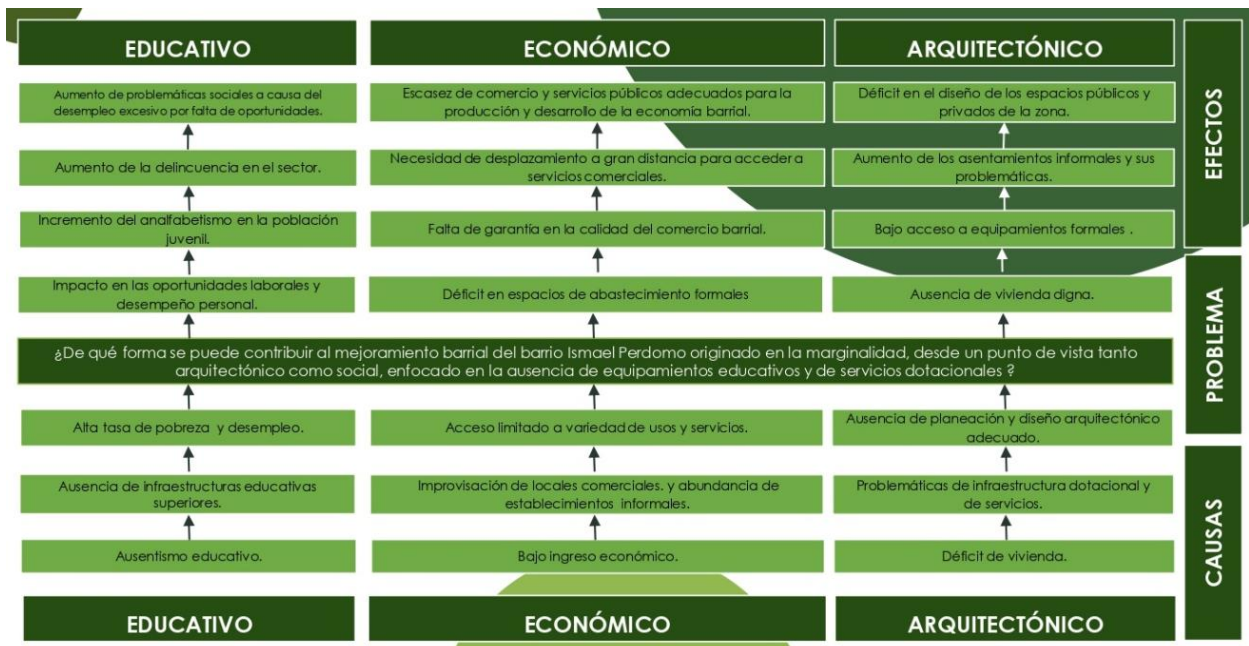 EDUCATIVO
ECONÓMICO
ARQUITECTÓNICO
Aumento de problemáticas sociales a causa del
desempleo excesivo por falta de oportunidades.
Escasez de comercio y servicios públicos adecuados para la
producción y desarrollo de la economía barrial.
Déficit en el diseño de los espacios públicos y
privados de la zona.
EFECTOS
Aumento de la delincuencia en el sector.
Necesidad de desplazamiento a gran distancia para acceder a
servicios comerciales.
Aumento de los asentamientos informales y sus
problemáticas.
Incremento del analfabetismo en la población
juvenil.
Falta de garantía en la calidad del comercio barrial.
Bajo acceso a equipamientos formales .
Impacto en las oportunidades laborales y
desempeño personal.
Déficit en espacios de abastecimiento formales
Ausencia de vivienda digna.
PROBLEMA
¿De qué forma se puede contribuir al mejoramiento barrial del barrio Ismael Perdomo originado en la marginalidad, desde un punto de vista tanto
arquitectónico como social, enfocado en la ausencia de equipamientos educativos y de servicios dotacionales ?
Alta tasa de pobreza y desempleo.
Acceso limitado a variedad de usos y servicios.
Ausencia de planeación y diseño arquitectónico
adecuado.
Ausencia de infraestructuras educativas
superiores.
Improvisación de locales comerciales. y abundancia de
establecimientos informales.
Problemáticas de infraestructura dotacional y
de servicios.
CAUSAS
Ausentismo educativo.
Bajo ingreso económico.
Déficit de vivienda.
EDUCATIVO
ECONÓMICO
ARQUITECTÓNICO